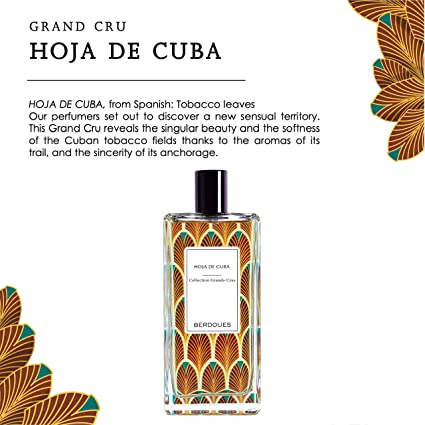 GRAND CRU
HOJA DE CUBA
HOJA DE CUBA, from Spanish: Tobacco leaves
Our perfumers set out to discover a new sensual territory.
This Grand Cru reveals the singular beauty and the softness
of the Cuban tobacco fields thanks to the aromas of its
trail, and the sincerity of its anchorage.
HOJA DE CUBA
Collection Grands Crus
BERDOUES